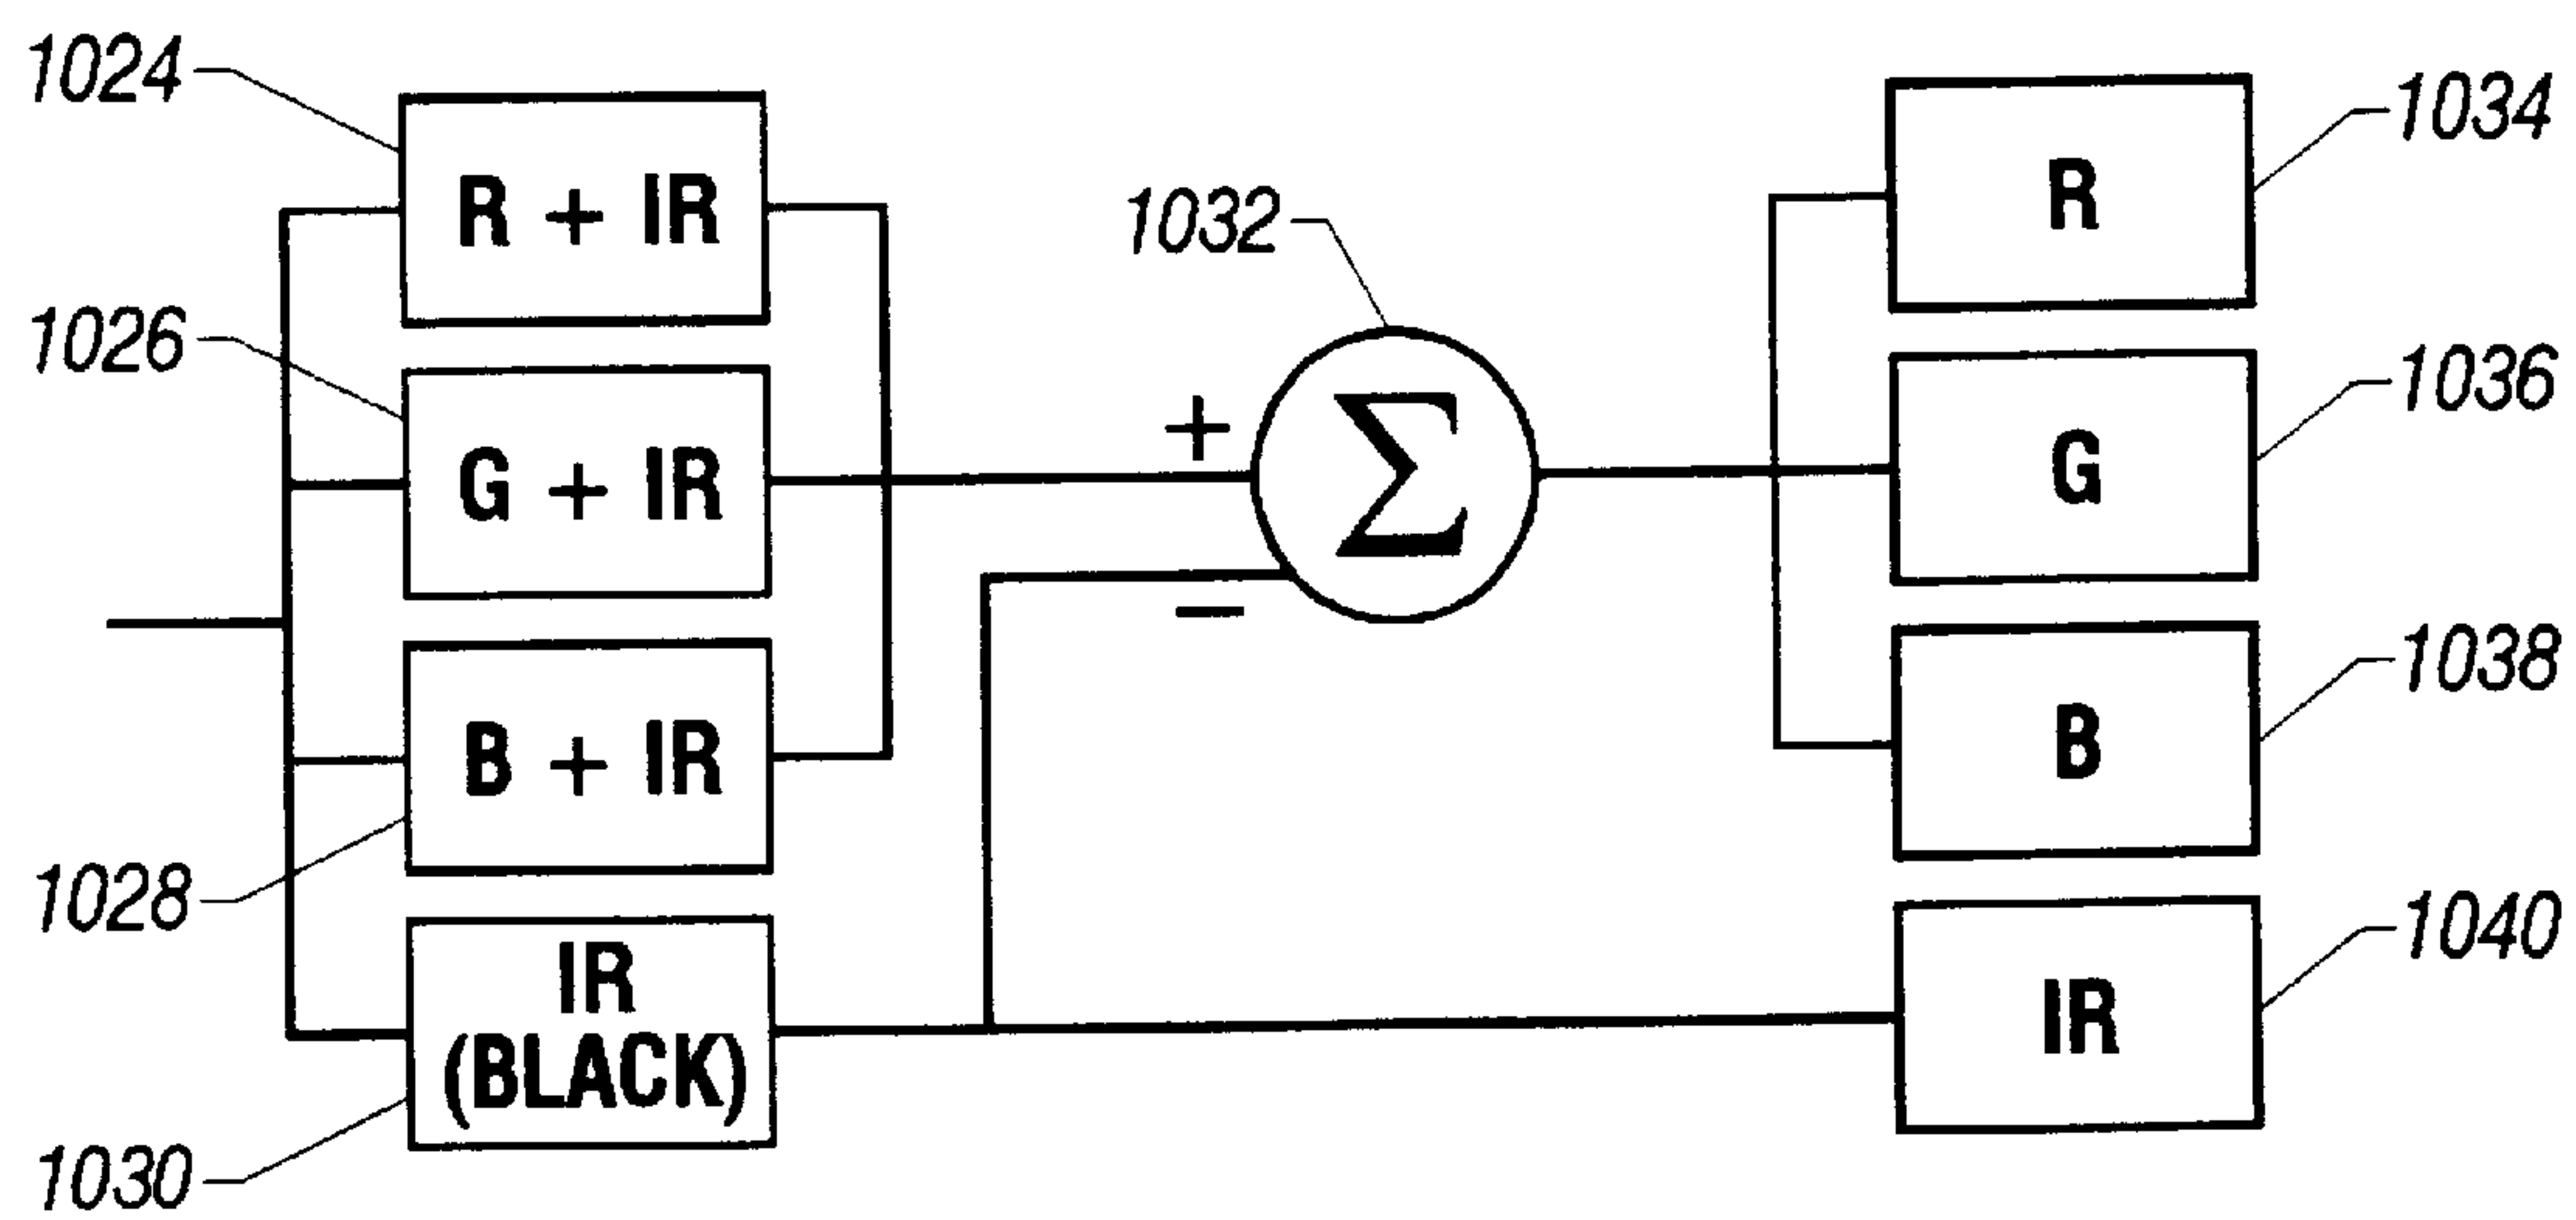 1024
R + IR
1026
G + IR
B + IR
1028
IR
(BLACK)
1030
1032
+
Σ
−
1034
R
1036
G
1038
B
1040
IR